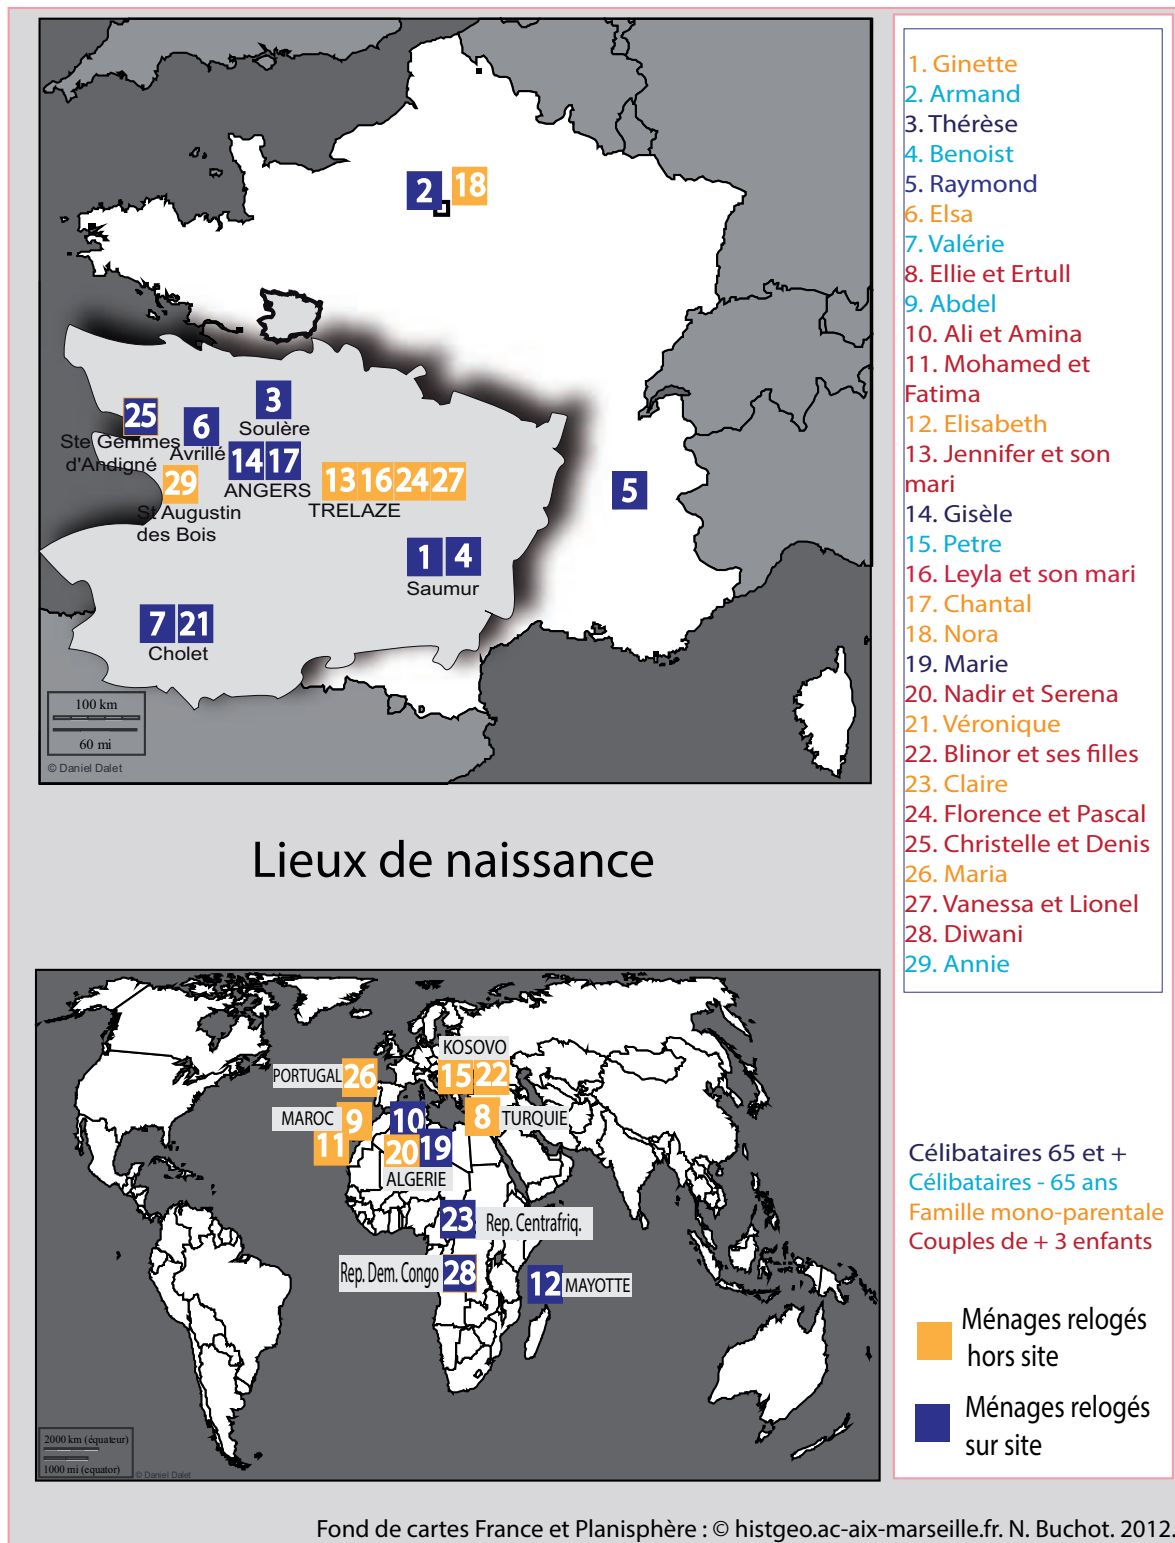 2
18
25
6
3
Soulère
Ste Gemmes
d'Andigné
Avrillé
14 17
ANGERS
29
St Augustin
des Bois
13 16 24 27
TRELAZE
5
1 4
Saumur
7 21
Cholet
100 km
60 mi
© Daniel Dalet
Lieux de naissance
KOSOVO
PORTUGAL 26
15 22
MAROC 9
10
8 TURQUIE
11
20 19
ALGERIE
23 Rep. Centrafriq.
Rep. Dem. Congo 28
12 MAYOTTE
2000 km (équateur)
1000 mi (equator)
© Daniel Dalet
1. Ginette
2. Armand
3. Thérèse
4. Benoist
5. Raymond
6. Elsa
7. Valérie
8. Ellie et Ertull
9. Abdel
10. Ali et Amina
11. Mohamed et
Fatima
12. Elisabeth
13. Jennifer et son
mari
14. Gisèle
15. Petre
16. Leyla et son mari
17. Chantal
18. Nora
19. Marie
20. Nadir et Serena
21. Véronique
22. Blinor et ses filles
23. Claire
24. Florence et Pascal
25. Christelle et Denis
26. Maria
27. Vanessa et Lionel
28. Diwani
29. Annie
Célibataires 65 et +
Célibataires - 65 ans
Famille mono-parentale
Couples de + 3 enfants
Ménages relogés
hors site
Ménages relogés
sur site
Fond de cartes France et Planisphère : © histgeo.ac-aix-marseille.fr. N. Buchot. 2012.